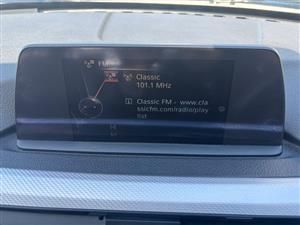 FM
Classic
101.1 MHz
Classic FM - www.cla
ssicfm.com/radio/play
list